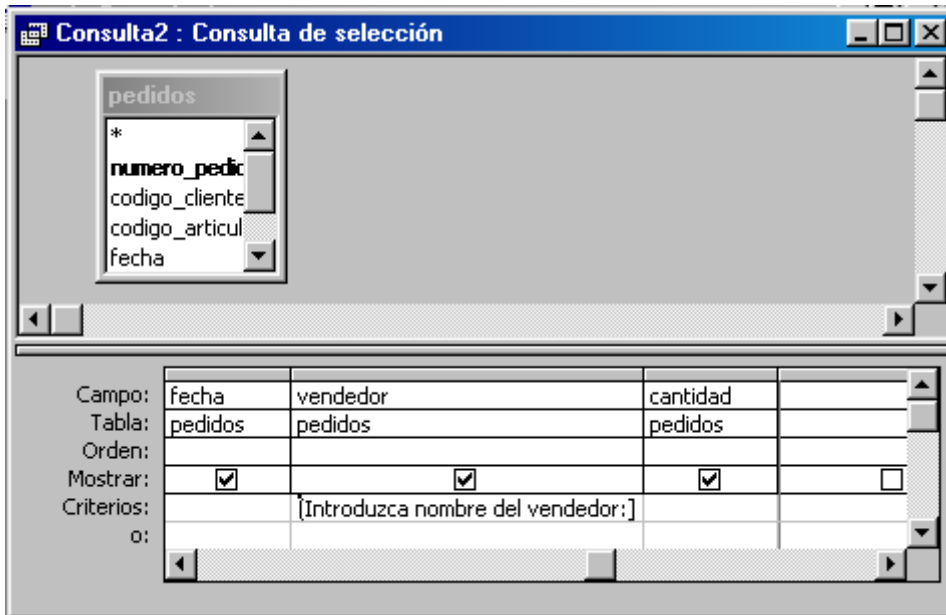 Consulta2 : Consulta de selección
pedidos
*
numero_pedic
codigo_cliente
codigo_articul
fecha
Campo: fecha vendedor cantidad
Tabla: pedidos pedidos pedidos
Orden:
Mostrar:
Criterios: [Introduzca nombre del vendedor:]
o: